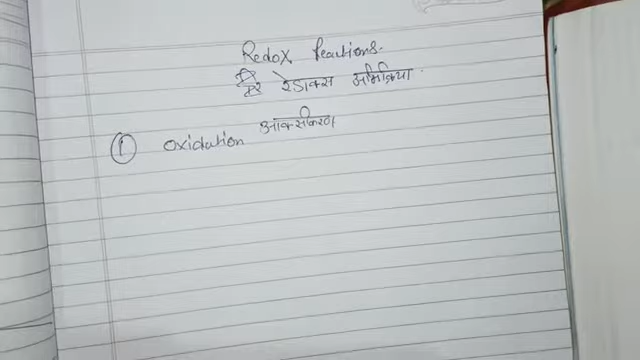 Redox Reactions.
रेडाक्स अभिक्रिया .
आक्सीकरण
① oxidation